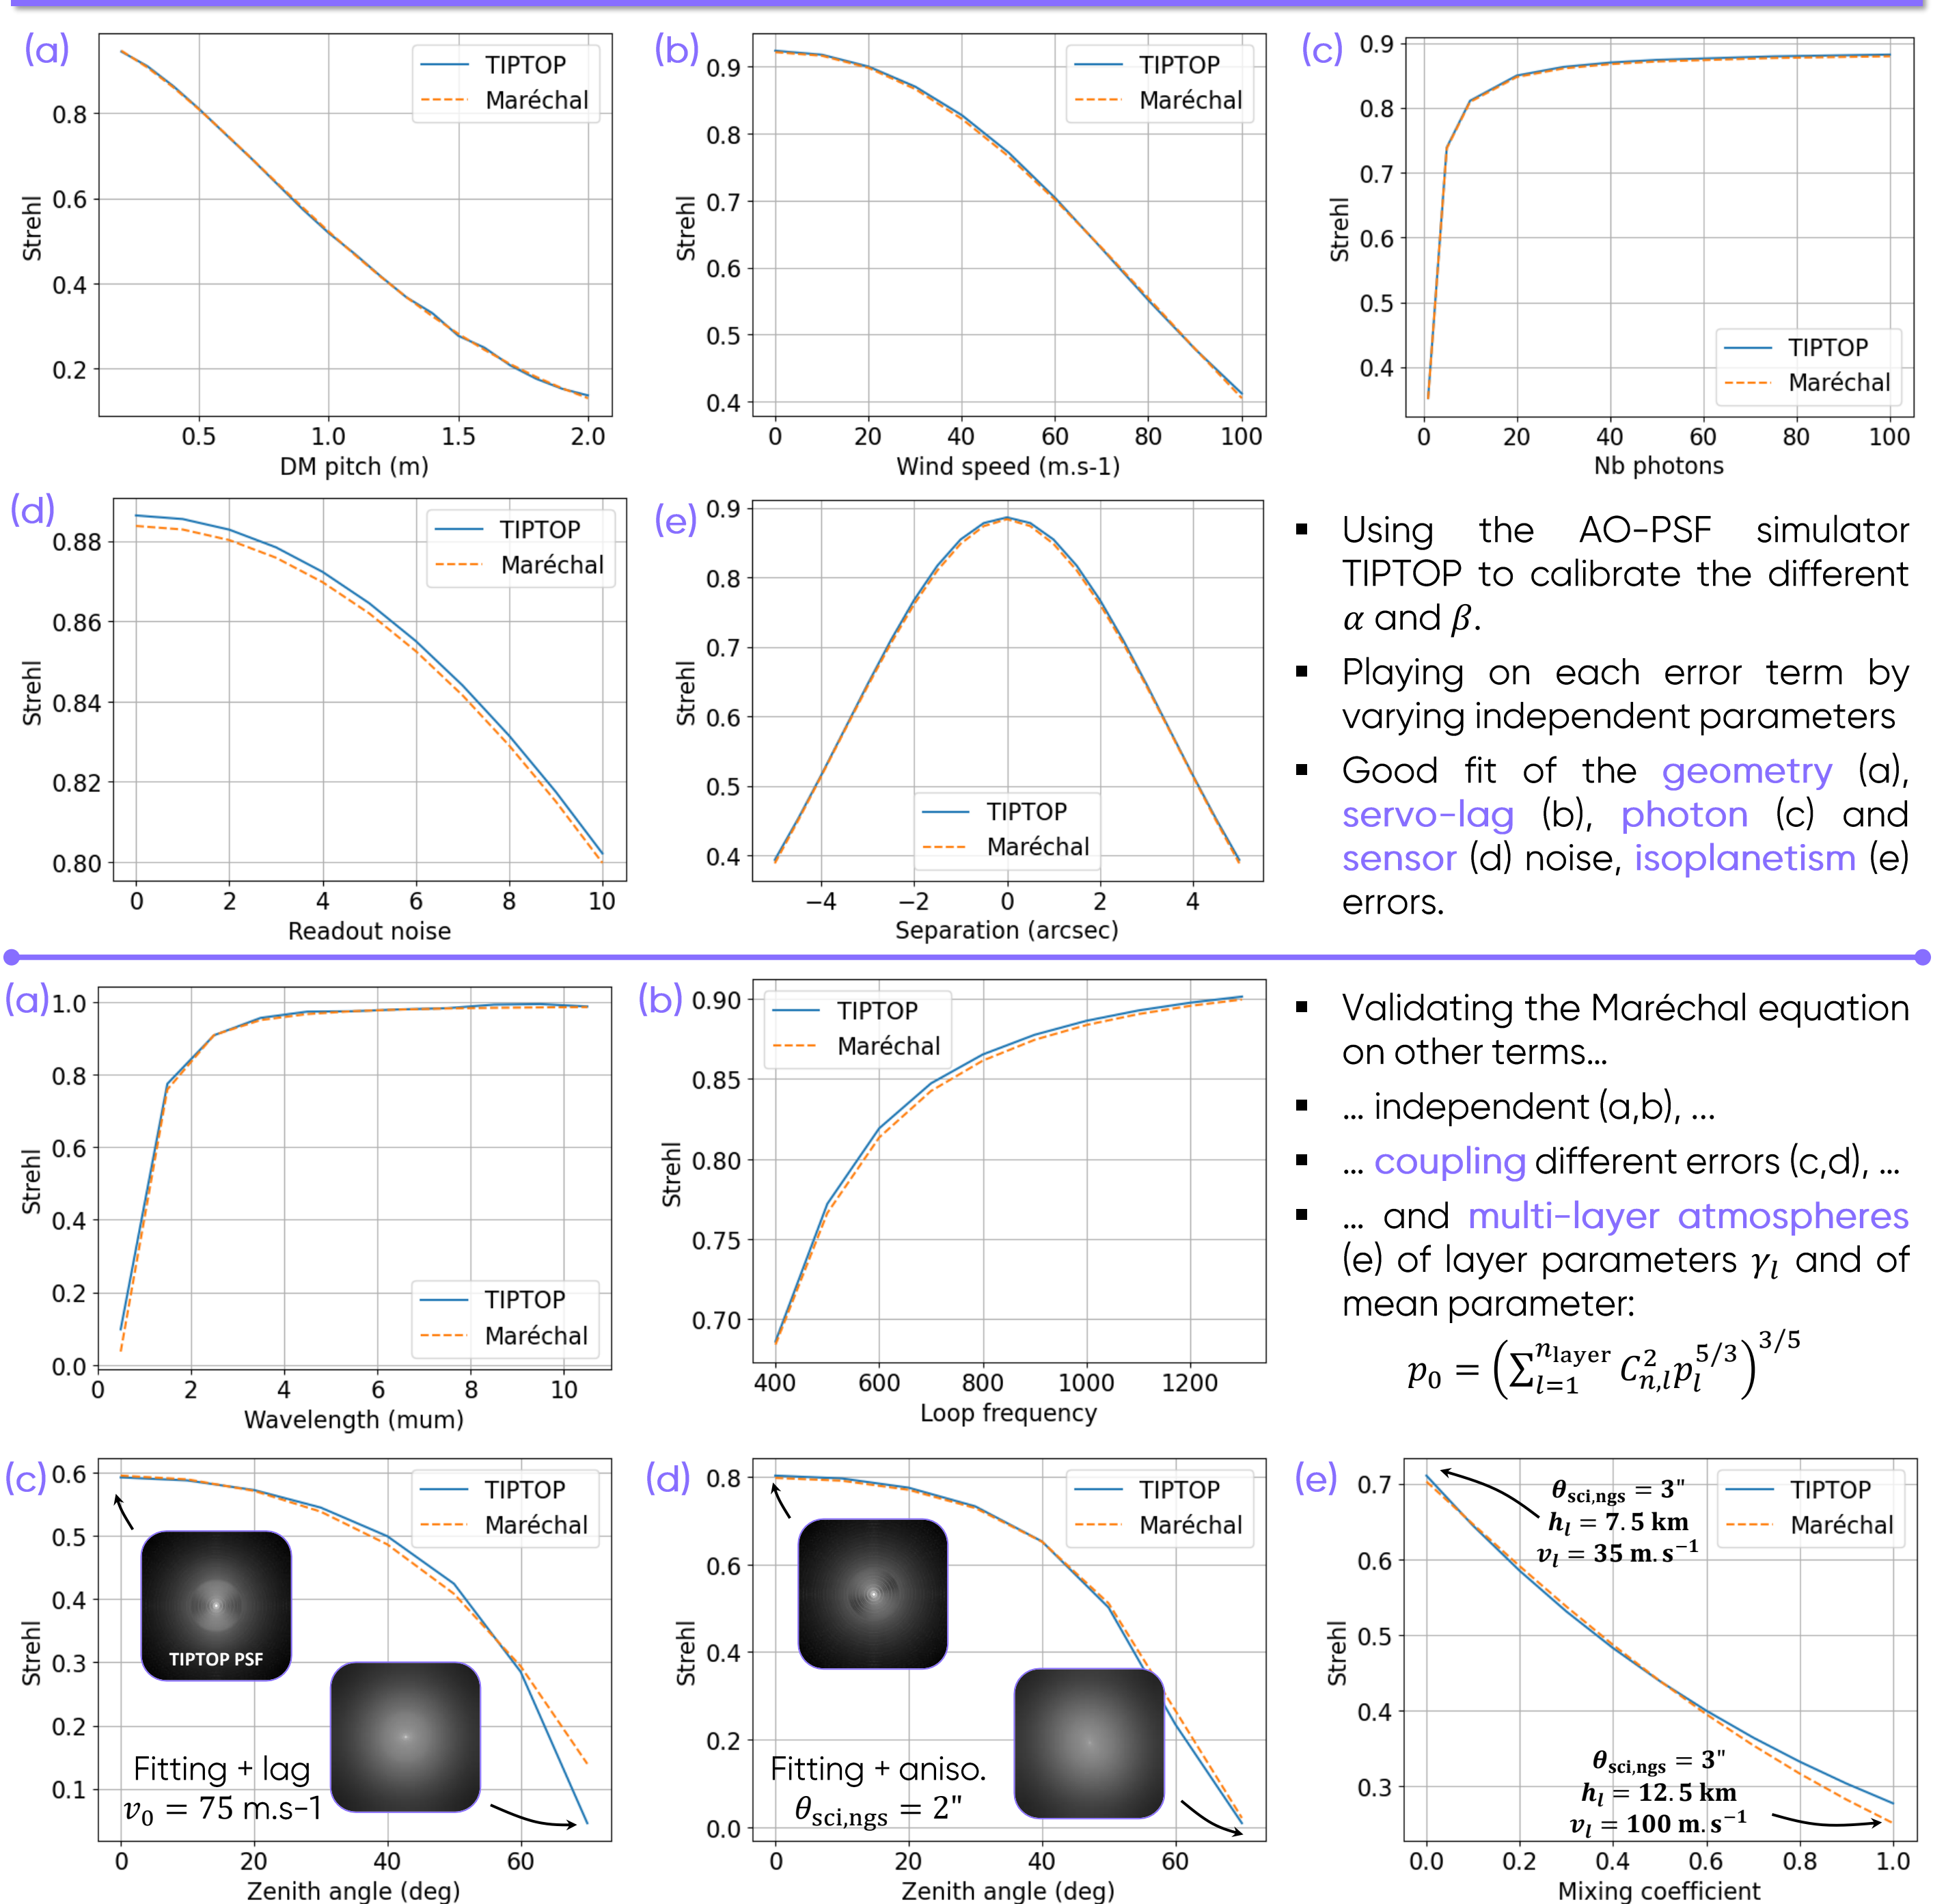 (a)
TIPTOP
Maréchal
Strehl
0.8
0.6
0.4
0.2
0.5 1.0 1.5 2.0
DM pitch (m)
(b)
TIPTOP
Maréchal
Strehl
0.9
0.8
0.7
0.6
0.5
0.4
0 20 40 60 80 100
Wind speed (m.s-1)
(c)
Strehl
0.9
0.8
0.7
0.6
0.5
0.4
TIPTOP
Maréchal
0 20 40 60 80 100
Nb photons
(d)
TIPTOP
Maréchal
Strehl
0.88
0.86
0.84
0.82
0.80
0 2 4 6 8 10
Readout noise
(e)
Strehl
0.9
0.8
0.7
0.6
0.5
0.4
TIPTOP
Maréchal
−4 −2 0 2 4
Separation (arcsec)
▪ Using the AO-PSF simulator
TIPTOP to calibrate the different
α and β.
▪ Playing on each error term by
varying independent parameters
▪ Good fit of the geometry (a),
servo-lag (b), photon (c) and
sensor (d) noise, isoplanetism (e)
errors.
(a)
Strehl
1.0
0.8
0.6
0.4
0.2
0.0
TIPTOP
Maréchal
0 2 4 6 8 10
Wavelength (mum)
(b)
TIPTOP
Maréchal
Strehl
0.90
0.85
0.80
0.75
0.70
400 600 800 1000 1200
Loop frequency
▪ Validating the Maréchal equation
on other terms...
▪ ... independent (a,b), ...
▪ ... coupling different errors (c,d), ...
▪ ... and multi-layer atmospheres
(e) of layer parameters γ_l and of
mean parameter:
p_0 = (∑_{l=1}^{n_layer} C_{n,l}^2 p_l^{5/3})^{3/5}
(c)
TIPTOP
Maréchal
Strehl
0.6
0.5
0.4
0.3
0.2
0.1
TIPTOP PSF
Fitting + lag
v_0 = 75 m.s-1
0 20 40 60
Zenith angle (deg)
(d)
TIPTOP
Maréchal
Strehl
0.8
0.6
0.4
0.2
0.0
Fitting + aniso.
θ_sci,ngs = 2"
0 20 40 60
Zenith angle (deg)
(e)
θ_sci,ngs = 3"
h_l = 7.5 km
v_l = 35 m.s⁻¹
TIPTOP
Maréchal
Strehl
0.7
0.6
0.5
0.4
0.3
θ_sci,ngs = 3"
h_l = 12.5 km
v_l = 100 m.s⁻¹
0.0 0.2 0.4 0.6 0.8 1.0
Mixing coefficient